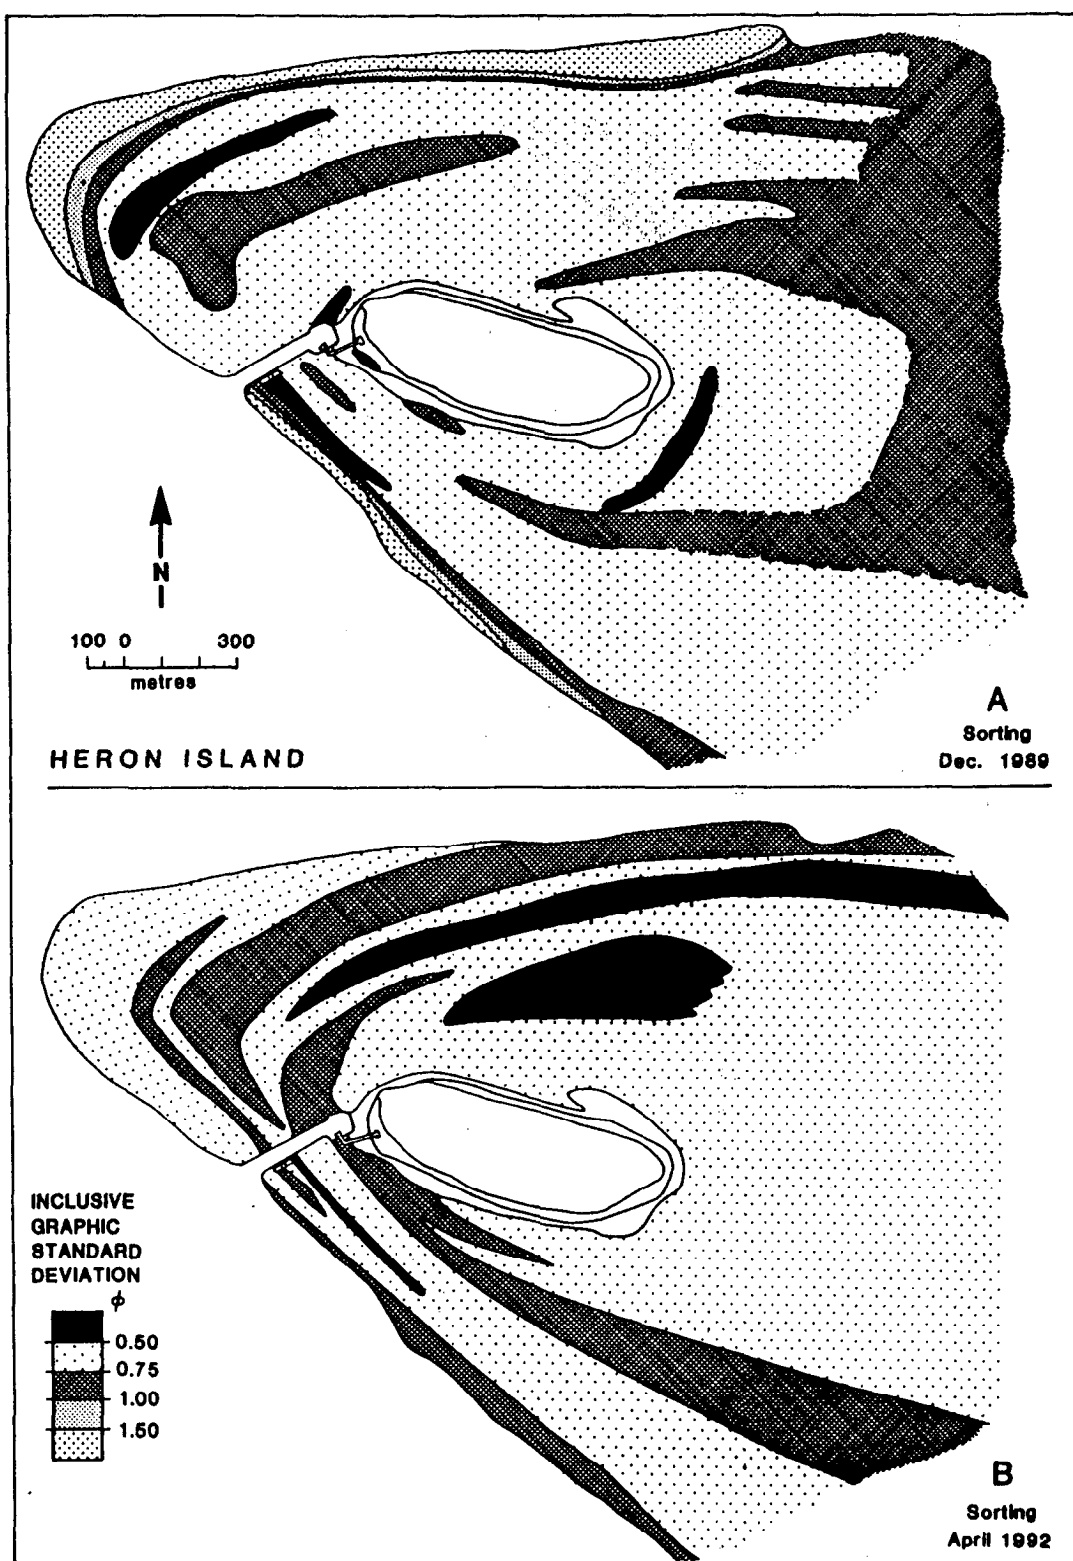 N
100 0 300
metres
HERON ISLAND
A
Sorting
Dec. 1989
INCLUSIVE
GRAPHIC
STANDARD
DEVIATION
ϕ
0.50
0.75
1.00
1.50
B
Sorting
April 1992